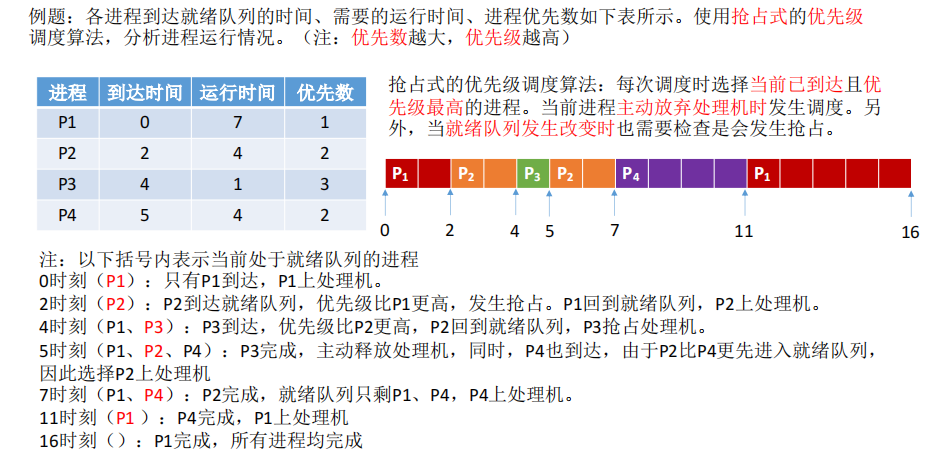 例题：各进程到达就绪队列的时间、需要的运行时间、进程优先数如下表所示。使用抢占式的优先级
调度算法，分析进程运行情况。（注：优先数越大，优先级越高）
进程 到达时间 运行时间 优先数
P1 0 7 1
P2 2 4 2
P3 4 1 3
P4 5 4 2
抢占式的优先级调度算法：每次调度时选择当前已到达且优
先级最高的进程。当前进程主动放弃处理机时发生调度。另
外，当就绪队列发生改变时也需要检查是会发生抢占。
P1 P2 P3 P2 P4 P1
0 2 4 5 7 11 16
注：以下括号内表示当前处于就绪队列的进程
0时刻（P1）：只有P1到达，P1上处理机。
2时刻（P2）：P2到达就绪队列，优先级比P1更高，发生抢占。P1回到就绪队列，P2上处理机。
4时刻（P1、P3）：P3到达，优先级比P2更高，P2回到就绪队列，P3抢占处理机。
5时刻（P1、P2、P4）：P3完成，主动释放处理机，同时，P4也到达，由于P2比P4更先进入就绪队列，
因此选择P2上处理机
7时刻（P1、P4）：P2完成，就绪队列只剩P1、P4，P4上处理机。
11时刻（P1 ）：P4完成，P1上处理机
16时刻（）：P1完成，所有进程均完成